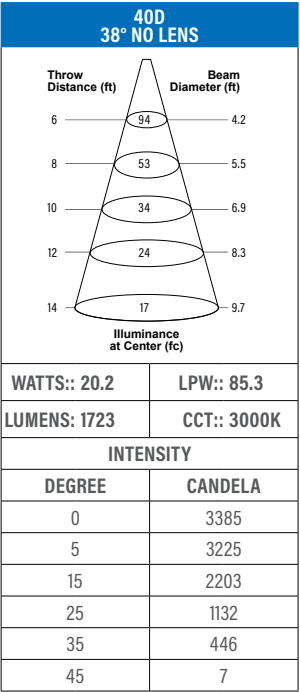 40D
38° NO LENS
Throw Distance (ft)
Beam Diameter (ft)
6 94 4.2
8 53 5.5
10 34 6.9
12 24 8.3
14 17 9.7
Illuminance
at Center (fc)
WATTS:: 20.2 LPW:: 85.3
LUMENS: 1723 CCT:: 3000K
INTENSITY
DEGREE CANDELA
0 3385
5 3225
15 2203
25 1132
35 446
45 7